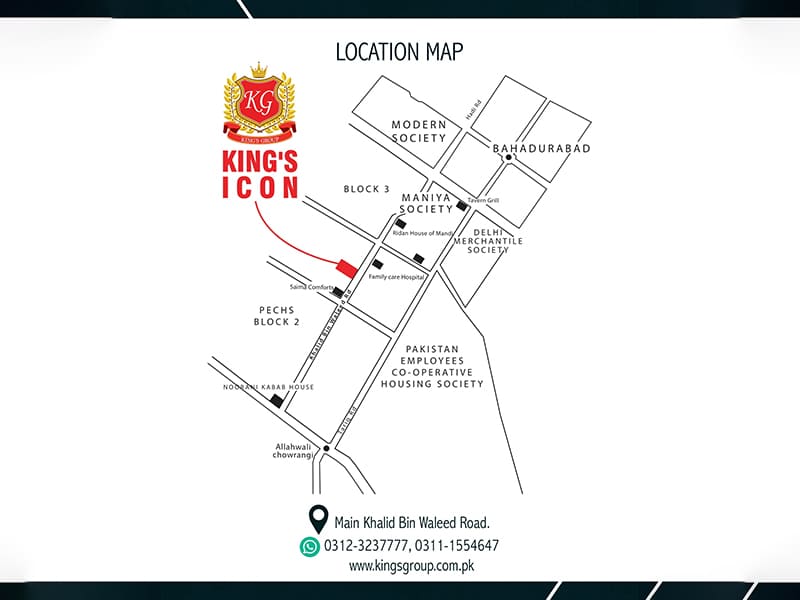 LOCATION MAP
KG
KING'S GROUP
KING'S
ICON
MODERN
SOCIETY
Hadi Rd
BAHADURABAD
BLOCK 3
MANIYA
SOCIETY
Tavern Grill
Ridan House of Mandi
DELHI
MERCHANTILE
SOCIETY
Family care Hospital
Saima Comforts
PECHS
BLOCK 2
Khalid Bin Waleed Rd
PAKISTAN
EMPLOYEES
CO-OPERATIVE
HOUSING SOCIETY
NOORANI KABAB HOUSE
Tariq Rd
Allahwali
chowrangi
Main Khalid Bin Waleed Road.
0312-3237777, 0311-1554647
www.kingsgroup.com.pk